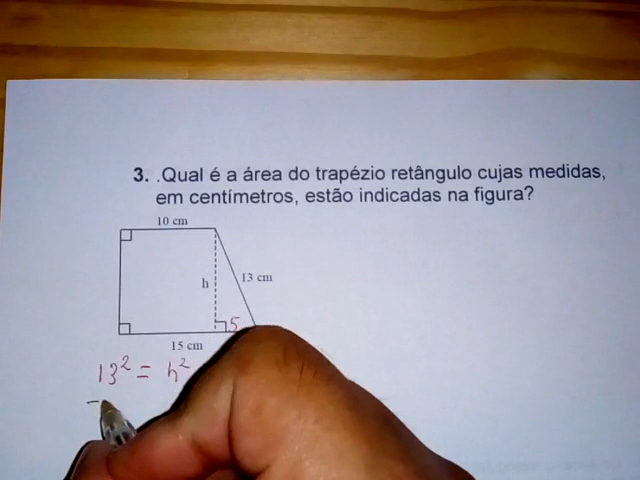 3. .Qual é a área do trapézio retângulo cujas medidas,
em centímetros, estão indicadas na figura?
10 cm
h
13 cm
5
15 cm
13² = h²